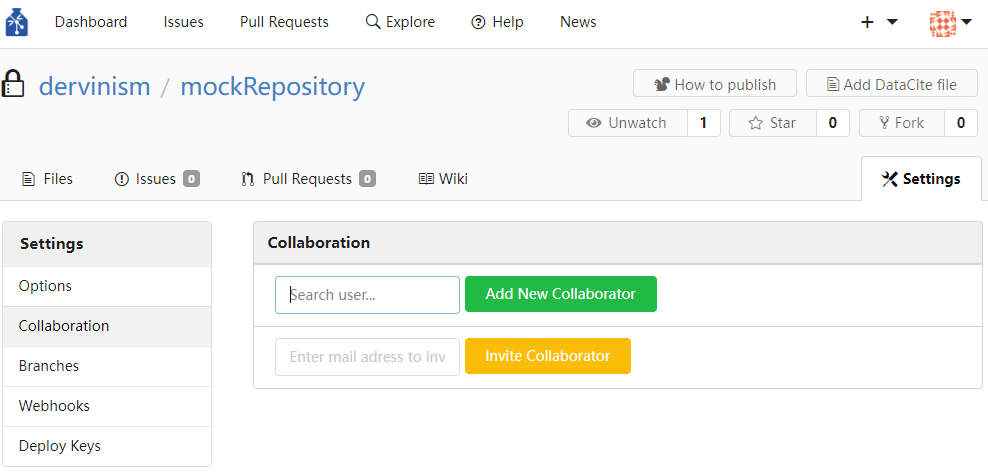 Dashboard Issues Pull Requests Explore Help News
dervinism / mockRepository
How to publish Add DataCite file
Unwatch 1 Star 0 Fork 0
Files Issues 0 Pull Requests 0 Wiki Settings
Settings
Options
Collaboration
Branches
Webhooks
Deploy Keys
Collaboration
Search user... Add New Collaborator
Enter mail adress to inv Invite Collaborator